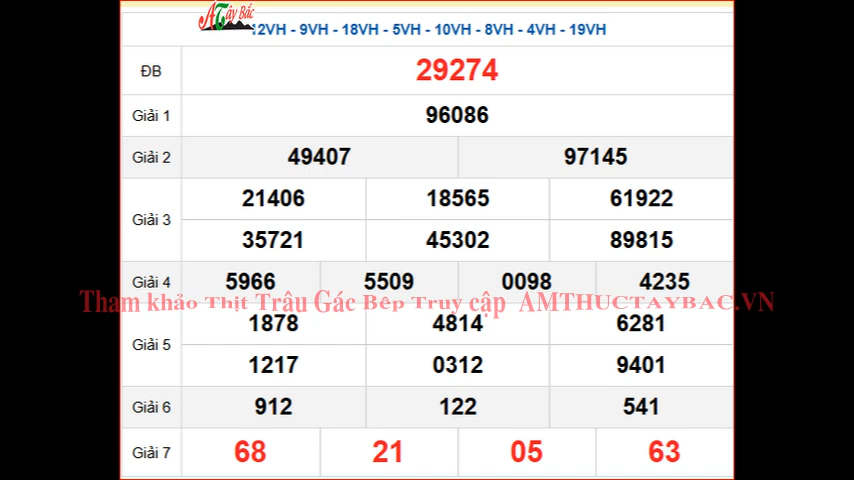 A Tây Bắc
12VH - 9VH - 18VH - 5VH - 10VH - 8VH - 4VH - 19VH
ĐB 29274
Giải 1 96086
Giải 2 49407 97145
Giải 3 21406 18565 61922
35721 45302 89815
Giải 4 5966 5509 0098 4235
Tham khảo Thịt Trâu Gác Bếp Truy cập AMTHUCTAYBAC.VN
Giải 5 1878 4814 6281
1217 0312 9401
Giải 6 912 122 541
Giải 7 68 21 05 63